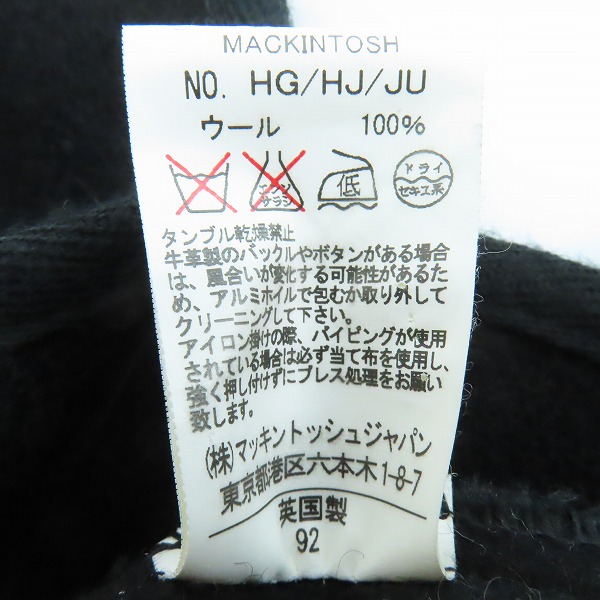 MACKINTOSH
NO. HG/HJ/JU
ウール 100%
エンソ サラシ 低 ドライ セキユ系
タンブル乾燥禁止
牛革製のバックルやボタンがある場合
は、風合いが変化する可能性があるた
め、アルミホイルで包むか取り外して
クリーニングして下さい。
アイロン掛けの際、パイピングが使用
されている場合は必ず当て布を使用し、
強く押し付けずにプレス処理をお願い
致します。
(株)マッキントッシュジャパン
東京都港区六本木1-8-7
英国製
92